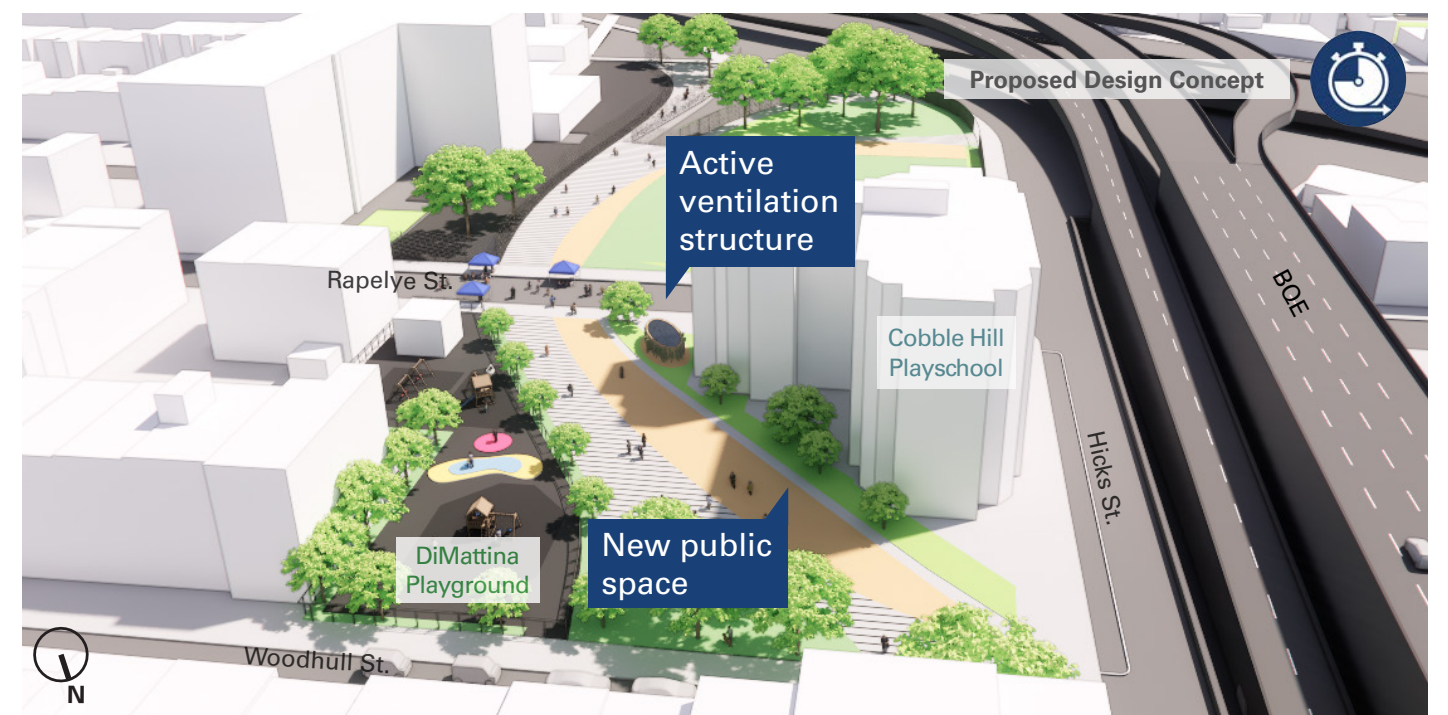 Proposed Design Concept
Active
ventilation
structure
Rapelye St.
BQE
Cobble Hill
Playschool
Hicks St.
New public
space
DiMattina
Playground
Woodhull St.
N